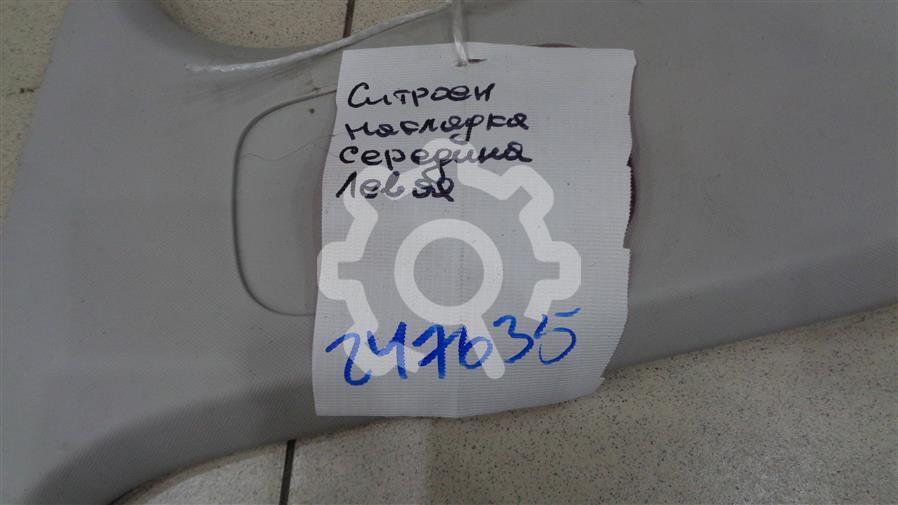 Ситроен
накладка
середина
левая
247635